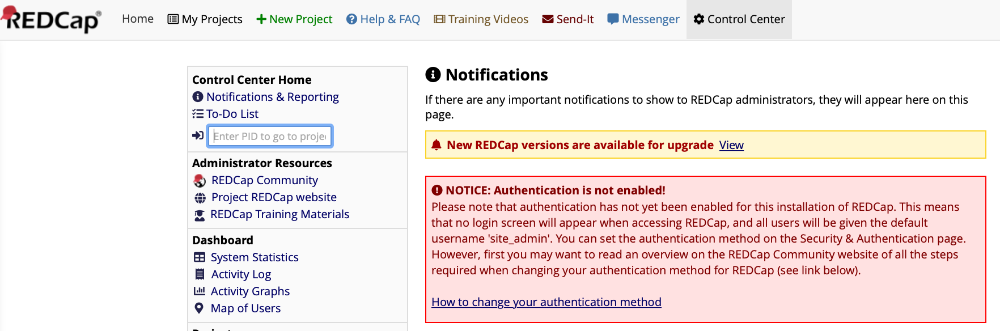 REDCap®
Home My Projects New Project Help & FAQ Training Videos Send-It Messenger Control Center
Control Center Home
Notifications & Reporting
To-Do List
Enter PID to go to proje
Administrator Resources
REDCap Community
Project REDCap website
REDCap Training Materials
Dashboard
System Statistics
Activity Log
Activity Graphs
Map of Users
Notifications
If there are any important notifications to show to REDCap administrators, they will appear here on this
page.
New REDCap versions are available for upgrade View
NOTICE: Authentication is not enabled!
Please note that authentication has not yet been enabled for this installation of REDCap. This means
that no login screen will appear when accessing REDCap, and all users will be given the default
username 'site_admin'. You can set the authentication method on the Security & Authentication page.
However, first you may want to read an overview on the REDCap Community website of all the steps
required when changing your authentication method for REDCap (see link below).
How to change your authentication method